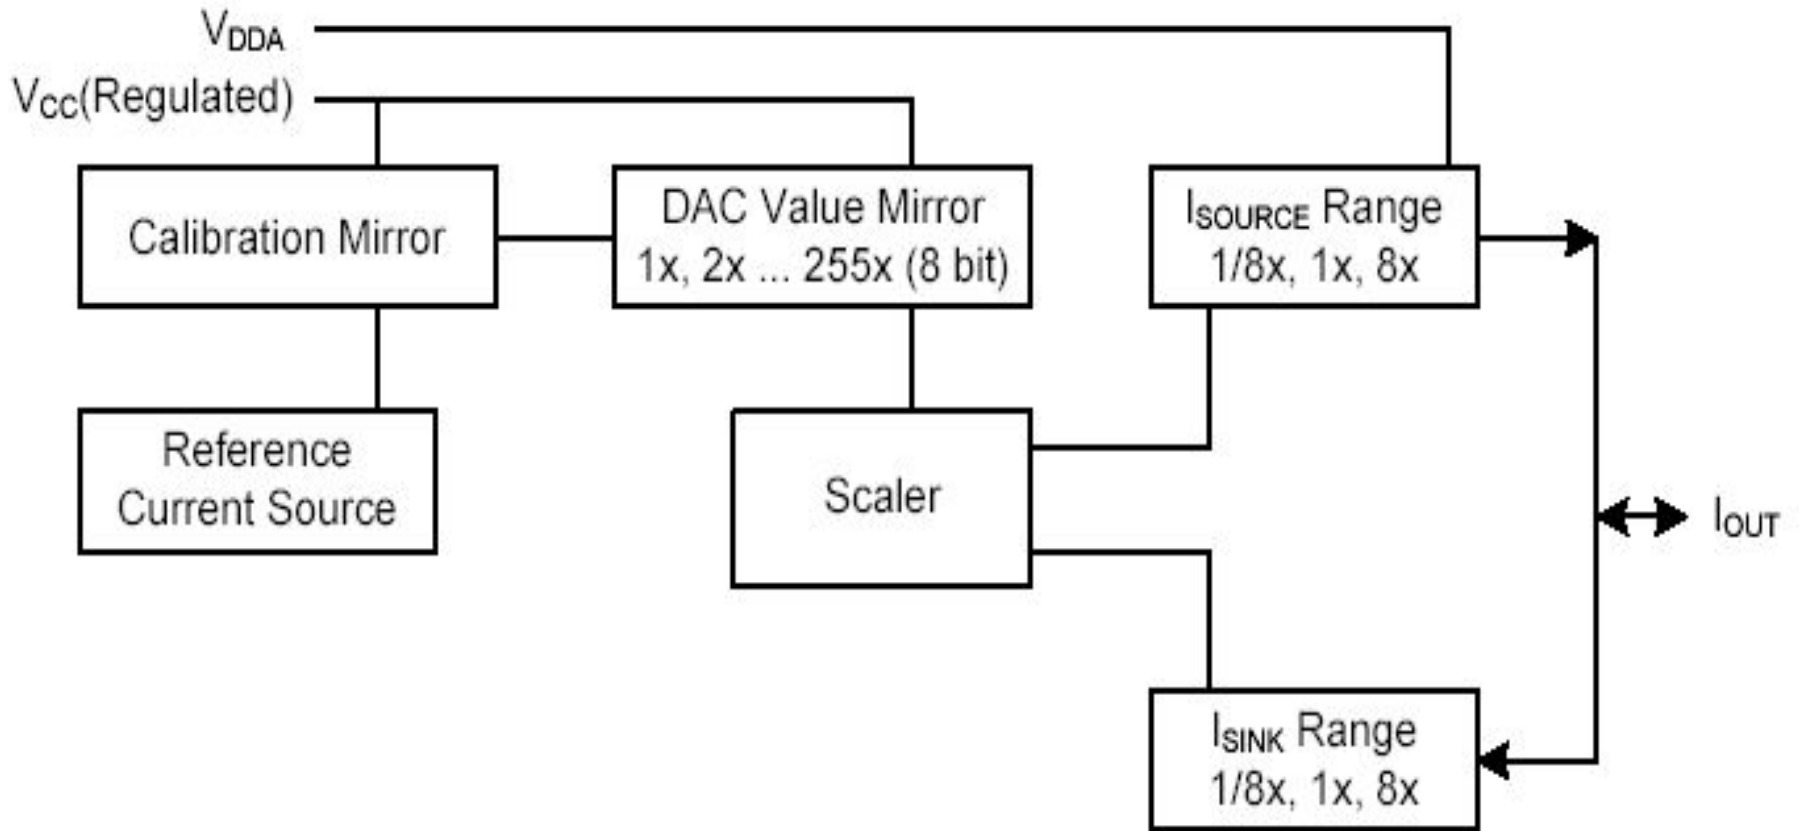 VDDA
VCC(Regulated)
Calibration Mirror
DAC Value Mirror
1x, 2x ... 255x (8 bit)
ISOURCE Range
1/8x, 1x, 8x
Reference
Current Source
Scaler
IOUT
ISINK Range
1/8x, 1x, 8x